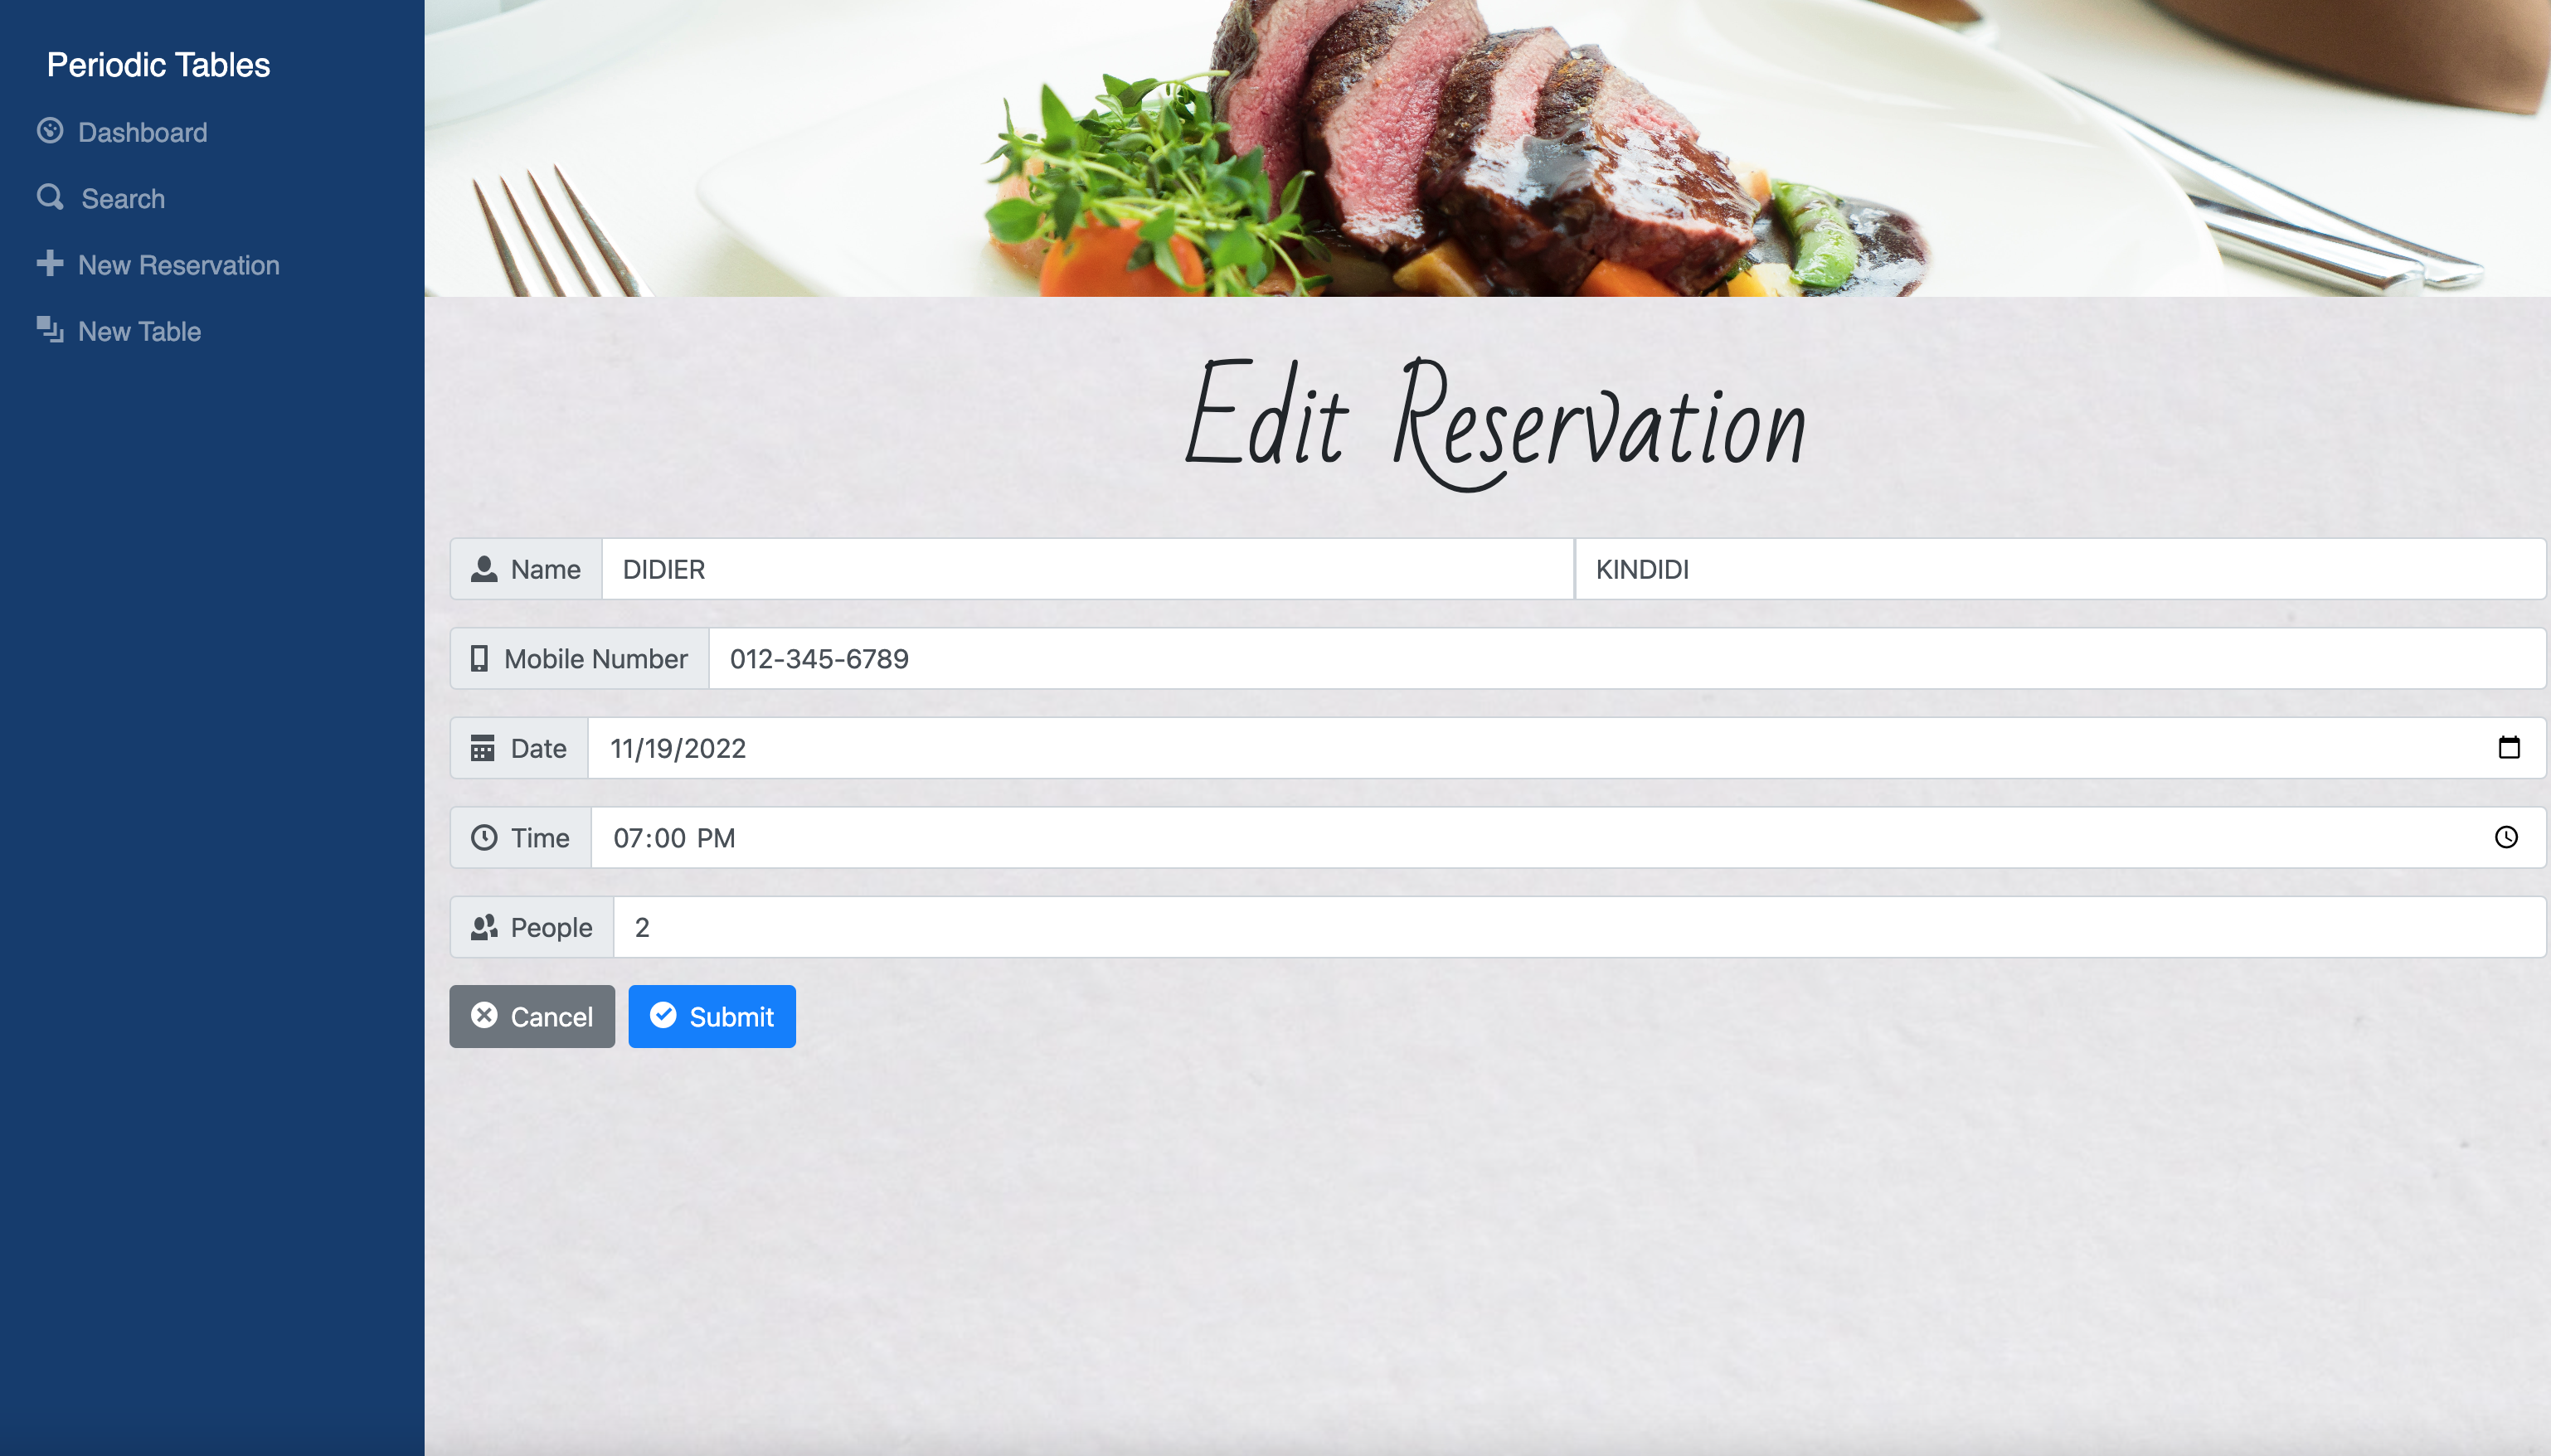 Periodic Tables
Dashboard
Search
New Reservation
New Table
Edit Reservation
Name DIDIER KINDIDI
Mobile Number 012-345-6789
Date 11/19/2022
Time 07:00 PM
People 2
Cancel Submit